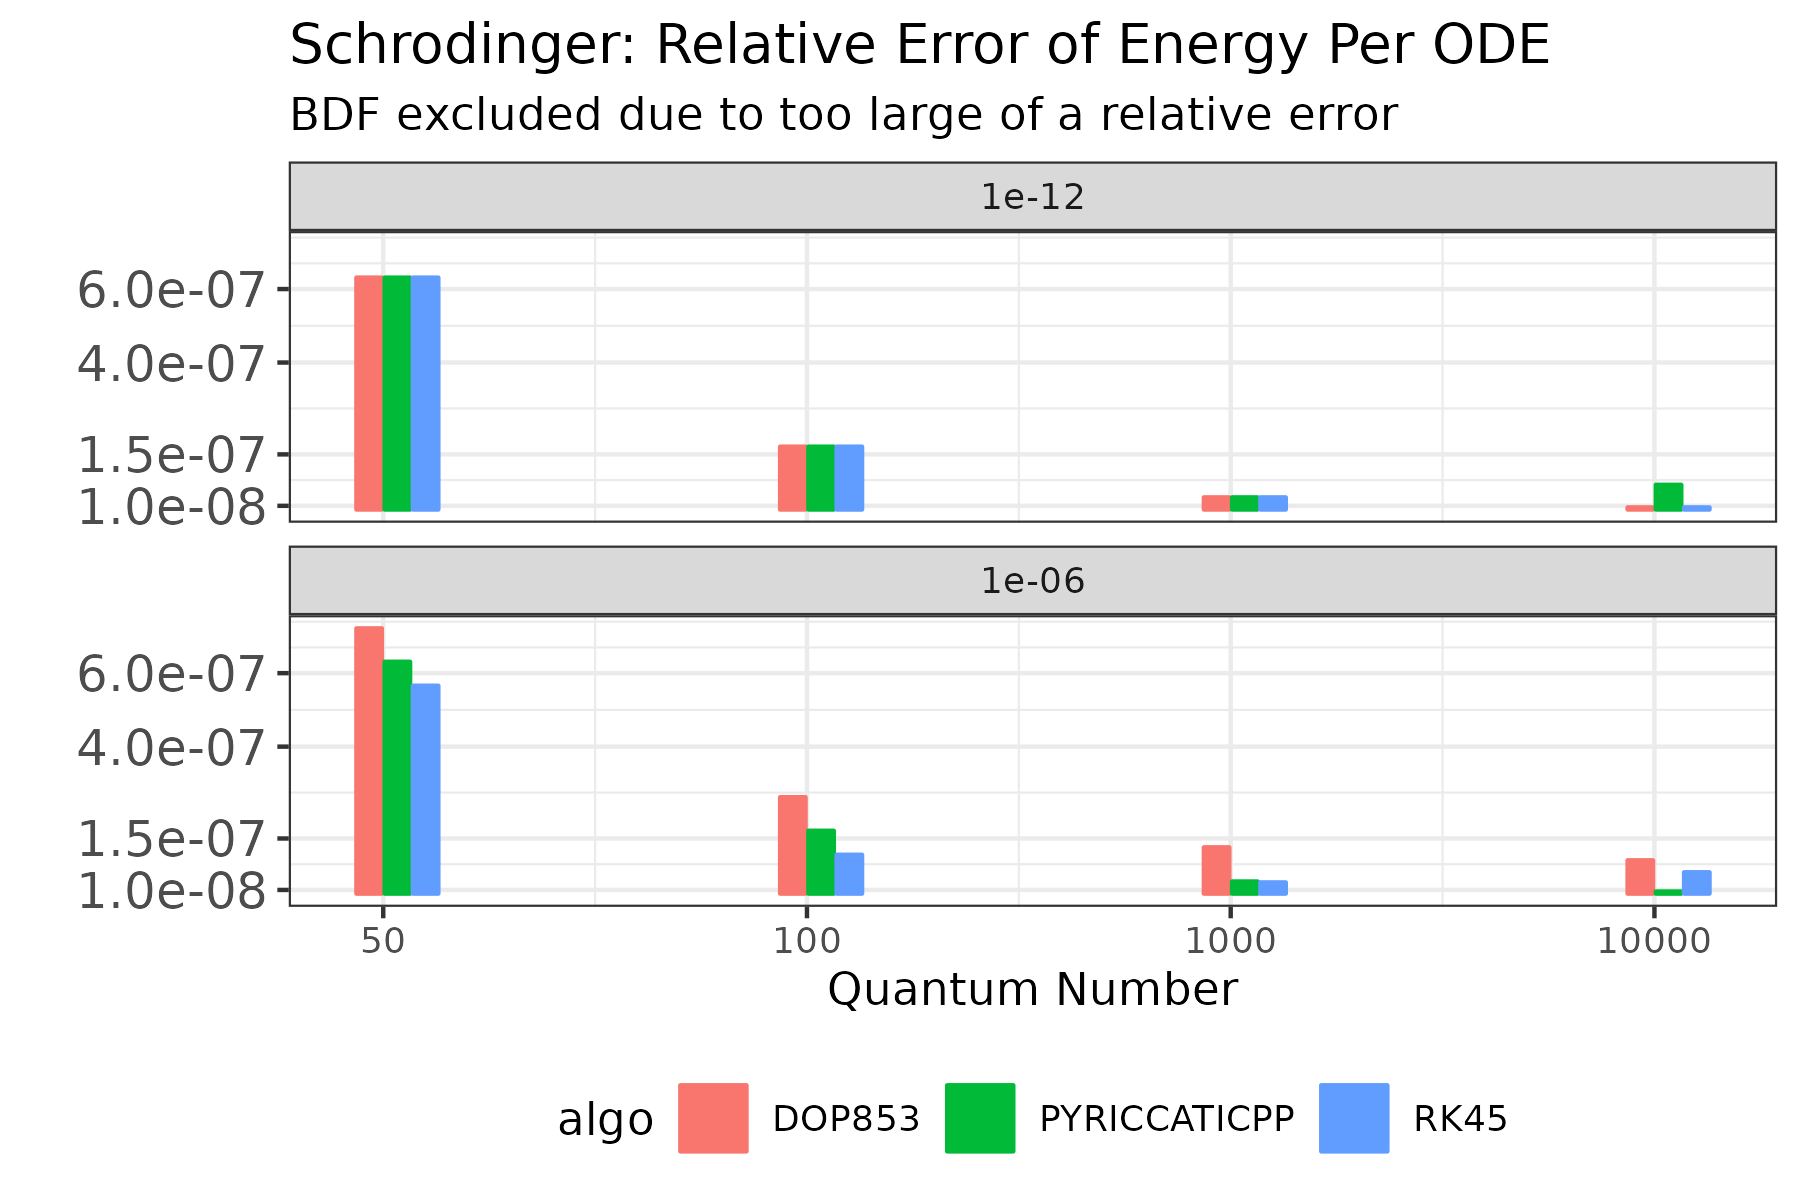 Schrodinger: Relative Error of Energy Per ODE
BDF excluded due to too large of a relative error
1e-12
6.0e-07
4.0e-07
1.5e-07
1.0e-08
1e-06
6.0e-07
4.0e-07
1.5e-07
1.0e-08
50 100 1000 10000
Quantum Number
algo DOP853 PYRICCATICPP RK45